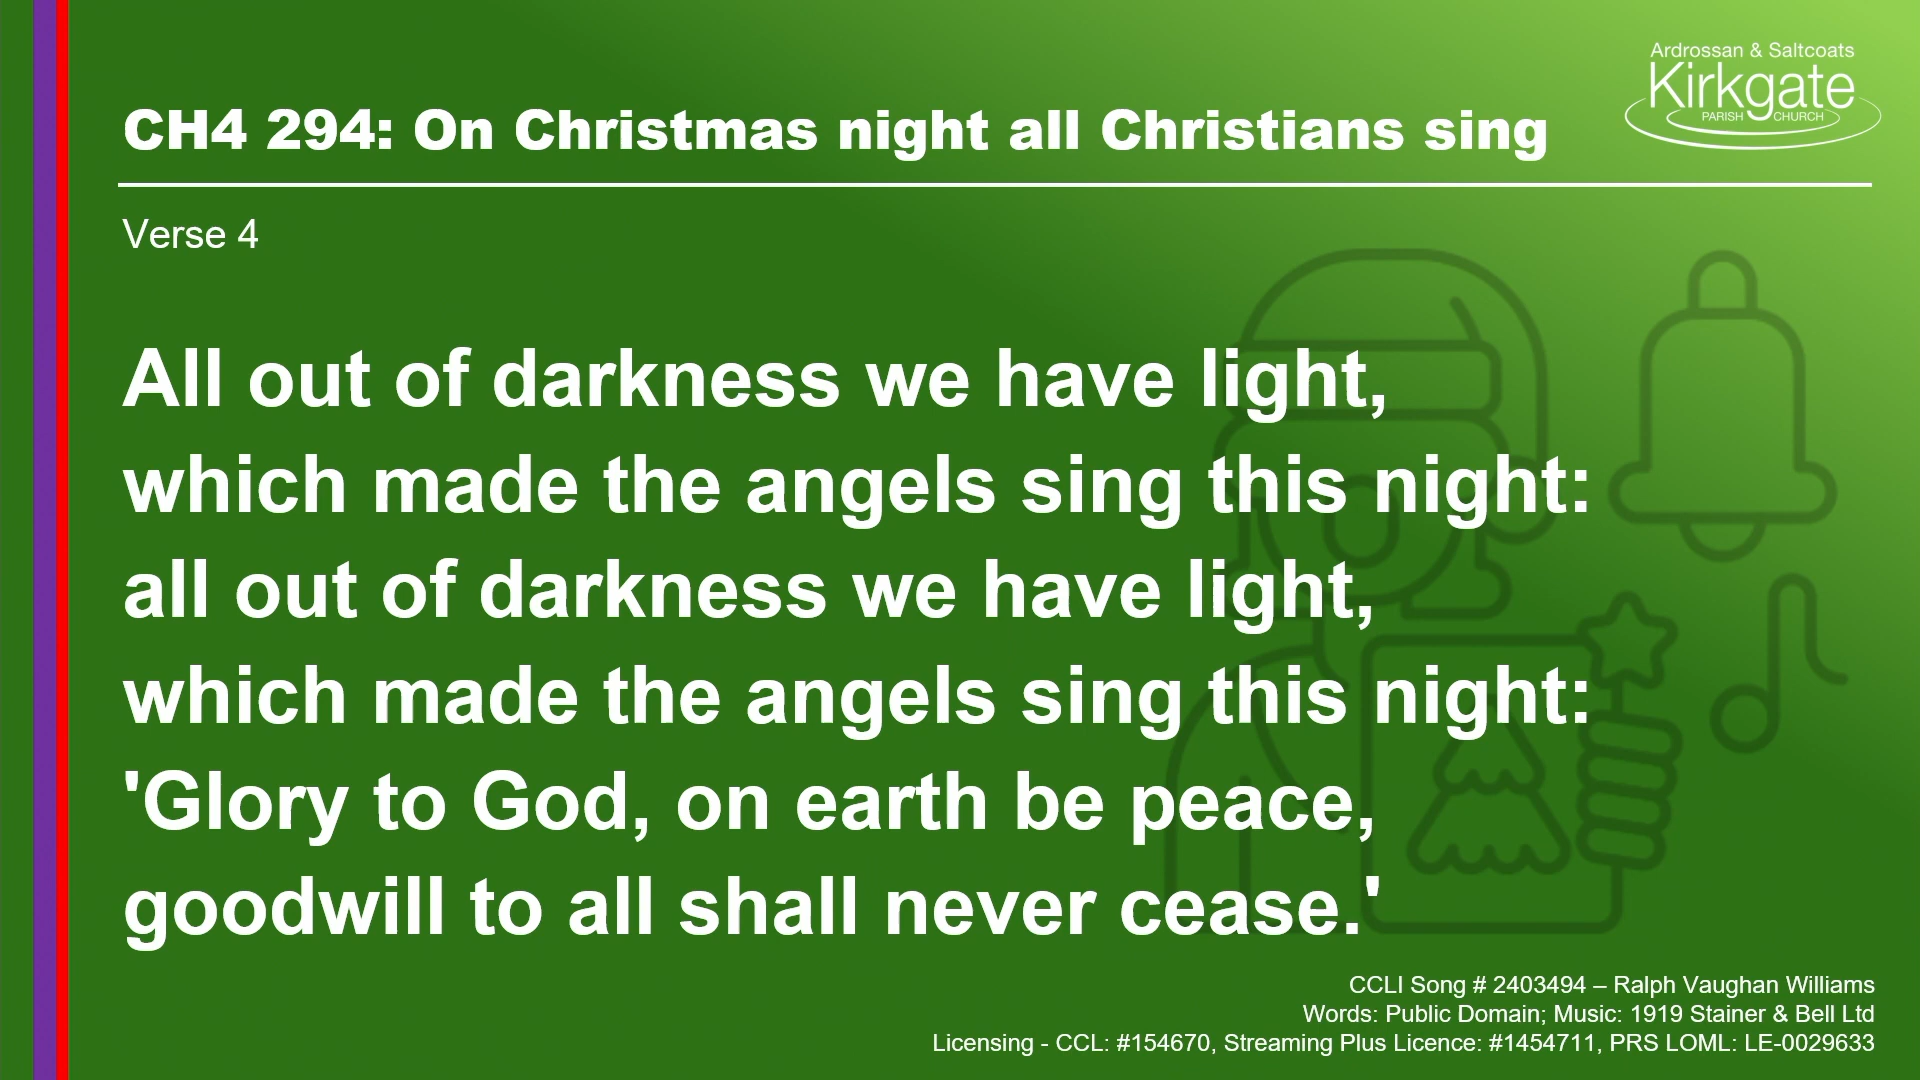 Ardrossan & Saltcoats
Kirkgate
PARISH CHURCH
CH4 294: On Christmas night all Christians sing
Verse 4
All out of darkness we have light,
which made the angels sing this night:
all out of darkness we have light,
which made the angels sing this night:
'Glory to God, on earth be peace,
goodwill to all shall never cease.'
CCLI Song # 2403494 – Ralph Vaughan Williams
Words: Public Domain; Music: 1919 Stainer & Bell Ltd
Licensing - CCL: #154670, Streaming Plus Licence: #1454711, PRS LOML: LE-0029633